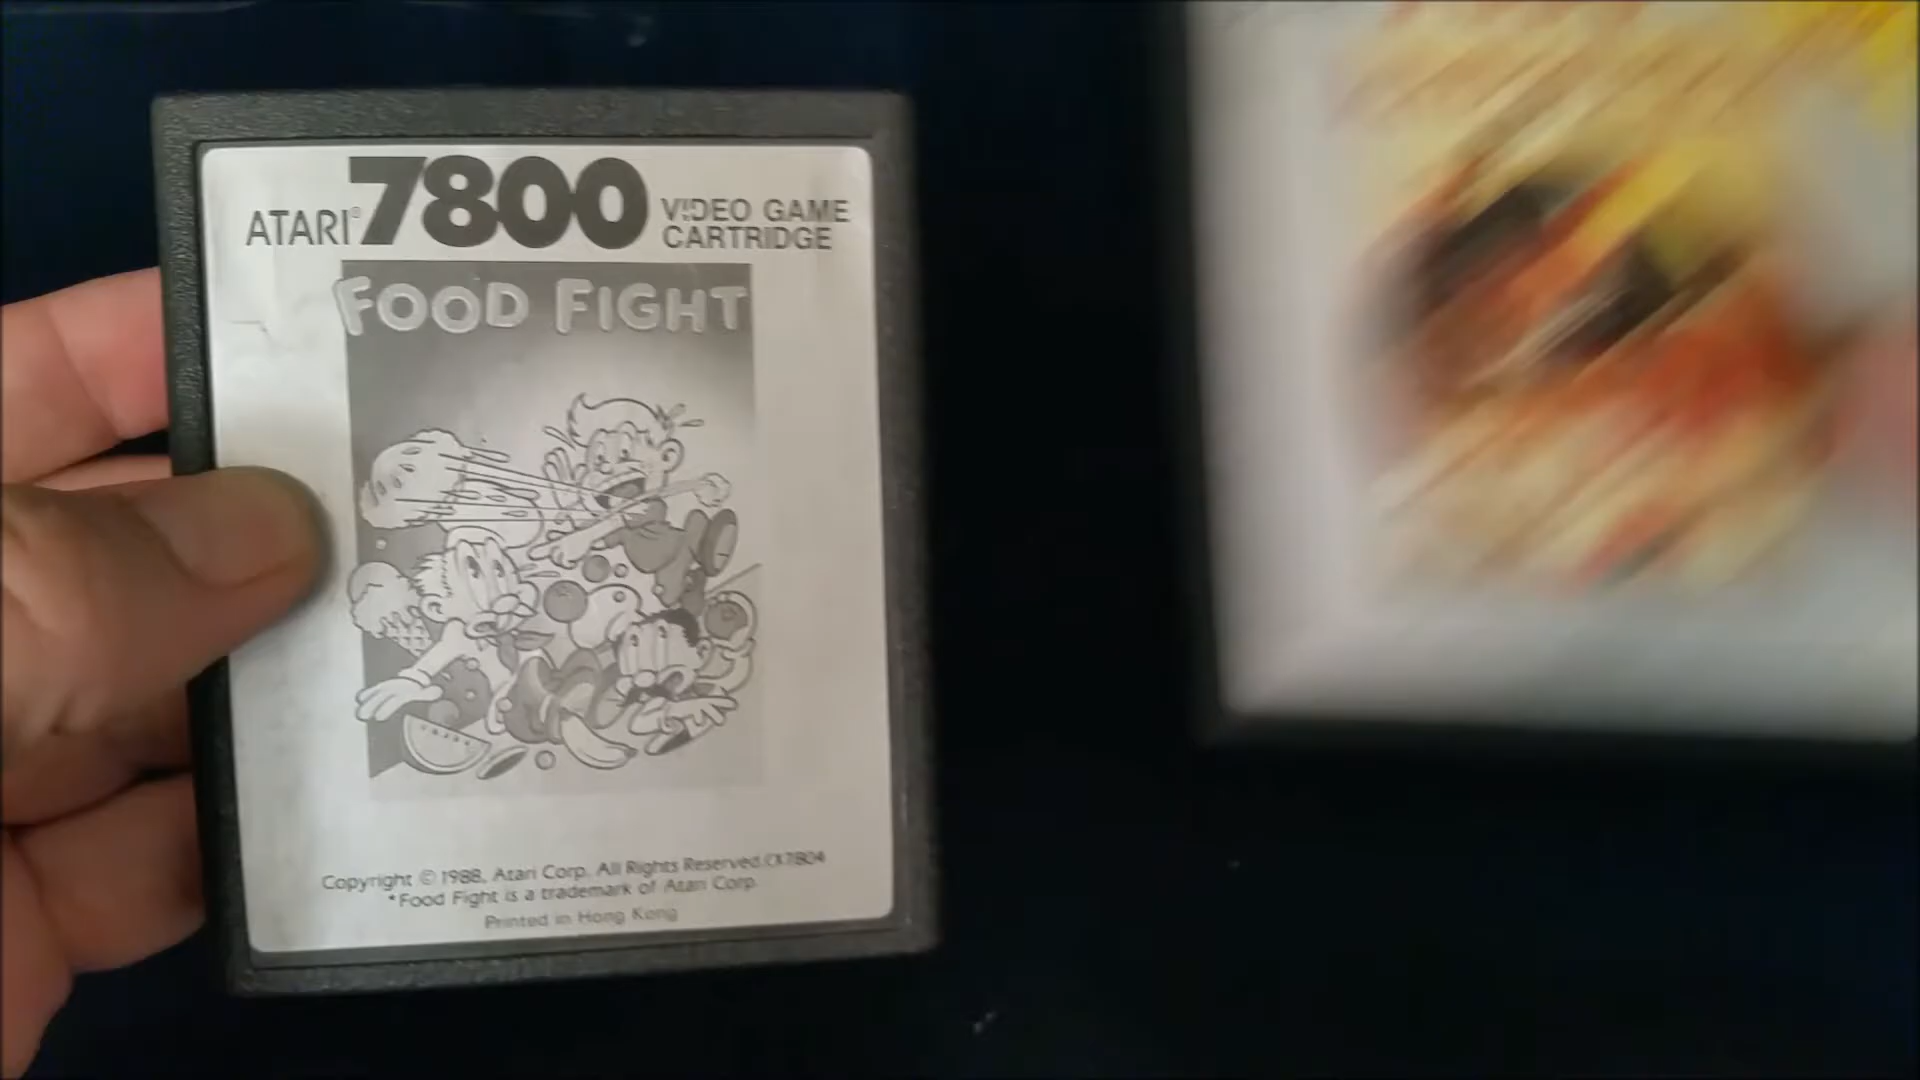 ATARI® 7800 VIDEO GAME
CARTRIDGE
FOOD FIGHT
Copyright © 1988, Atari Corp. All Rights Reserved. CX7804
*Food Fight is a trademark of Atari Corp.
Printed in Hong Kong